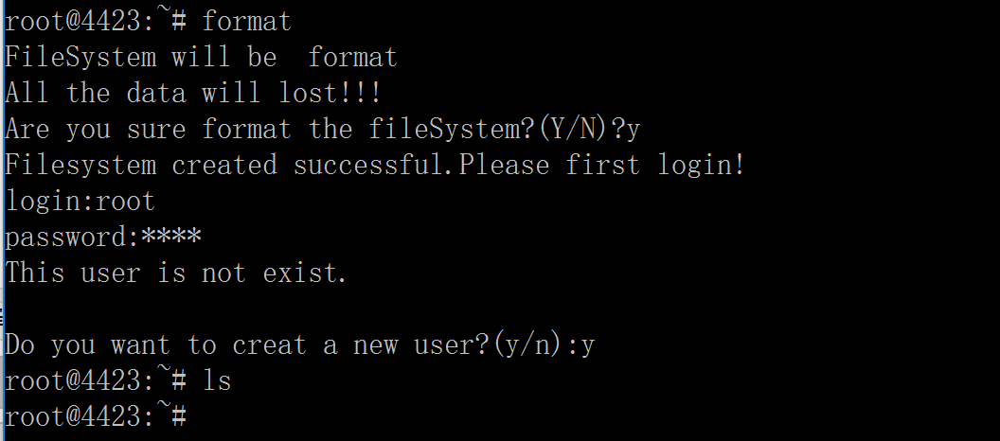 root@4423:~# format
FileSystem will be  format
All the data will lost!!!
Are you sure format the fileSystem?(Y/N)?y
Filesystem created successful.Please first login!
login:root
password:****
This user is not exist.
Do you want to creat a new user?(y/n):y
root@4423:~# ls
root@4423:~#